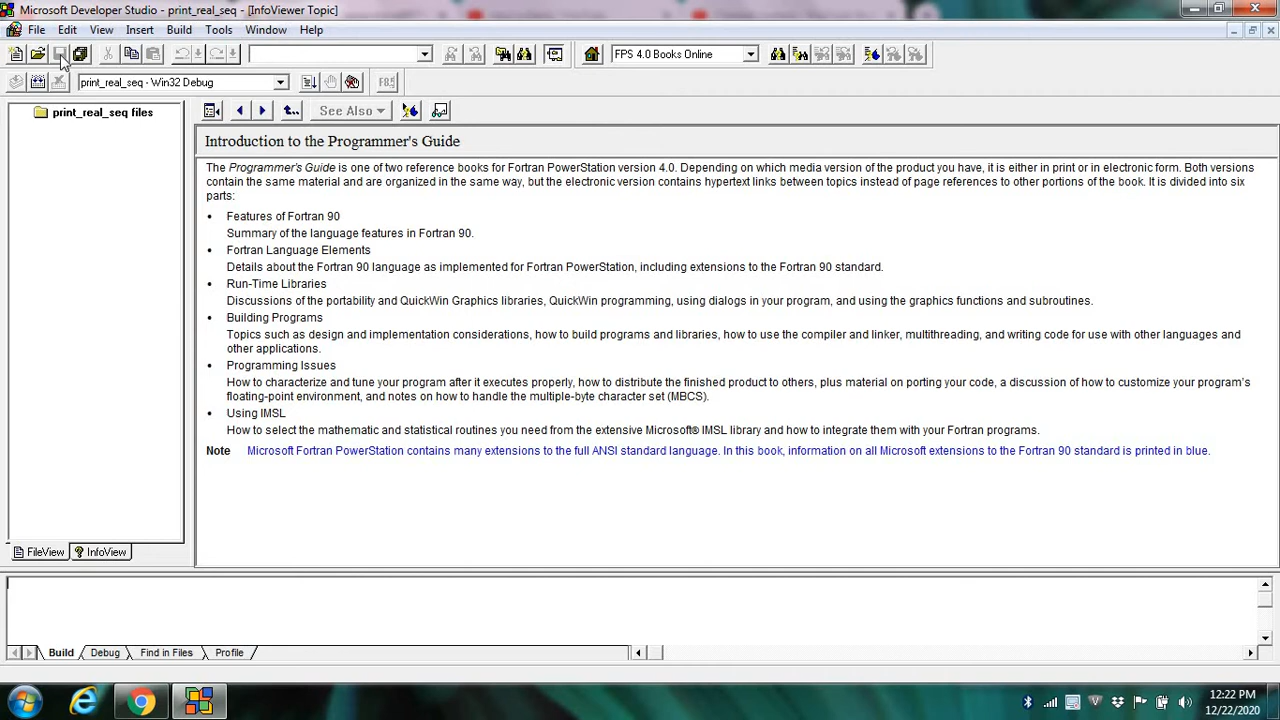 Microsoft Developer Studio - print_real_seq - [InfoViewer Topic]
File Edit View Insert Build Tools Window Help
FPS 4.0 Books Online
print_real_seq - Win32 Debug
print_real_seq files
See Also
Introduction to the Programmer's Guide
The Programmer's Guide is one of two reference books for Fortran PowerStation version 4.0. Depending on which media version of the product you have, it is either in print or in electronic form. Both versions
contain the same material and are organized in the same way, but the electronic version contains hypertext links between topics instead of page references to other portions of the book. It is divided into six
parts:
• Features of Fortran 90
Summary of the language features in Fortran 90.
• Fortran Language Elements
Details about the Fortran 90 language as implemented for Fortran PowerStation, including extensions to the Fortran 90 standard.
• Run-Time Libraries
Discussions of the portability and QuickWin Graphics libraries, QuickWin programming, using dialogs in your program, and using the graphics functions and subroutines.
• Building Programs
Topics such as design and implementation considerations, how to build programs and libraries, how to use the compiler and linker, multithreading, and writing code for use with other languages and
other applications.
• Programming Issues
How to characterize and tune your program after it executes properly, how to distribute the finished product to others, plus material on porting your code, a discussion of how to customize your program's
floating-point environment, and notes on how to handle the multiple-byte character set (MBCS).
• Using IMSL
How to select the mathematic and statistical routines you need from the extensive Microsoft® IMSL library and how to integrate them with your Fortran programs.
Note Microsoft Fortran PowerStation contains many extensions to the full ANSI standard language. In this book, information on all Microsoft extensions to the Fortran 90 standard is printed in blue.
FileView ? InfoView
Build Debug Find in Files Profile
12:22 PM
12/22/2020